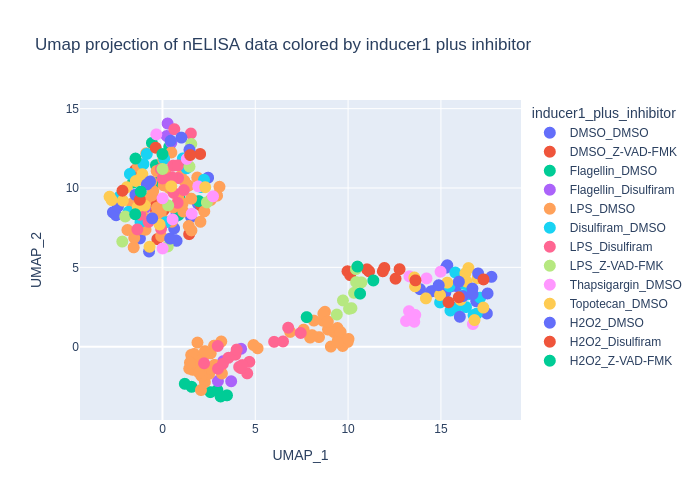 Umap projection of nELISA data colored by inducer1 plus inhibitor
inducer1_plus_inhibitor
DMSO_DMSO
DMSO_Z-VAD-FMK
Flagellin_DMSO
Flagellin_Disulfiram
LPS_DMSO
Disulfiram_DMSO
LPS_Disulfiram
LPS_Z-VAD-FMK
Thapsigargin_DMSO
Topotecan_DMSO
H2O2_DMSO
H2O2_Disulfiram
H2O2_Z-VAD-FMK
15
10
5
0
UMAP_2
0
5
10
15
UMAP_1